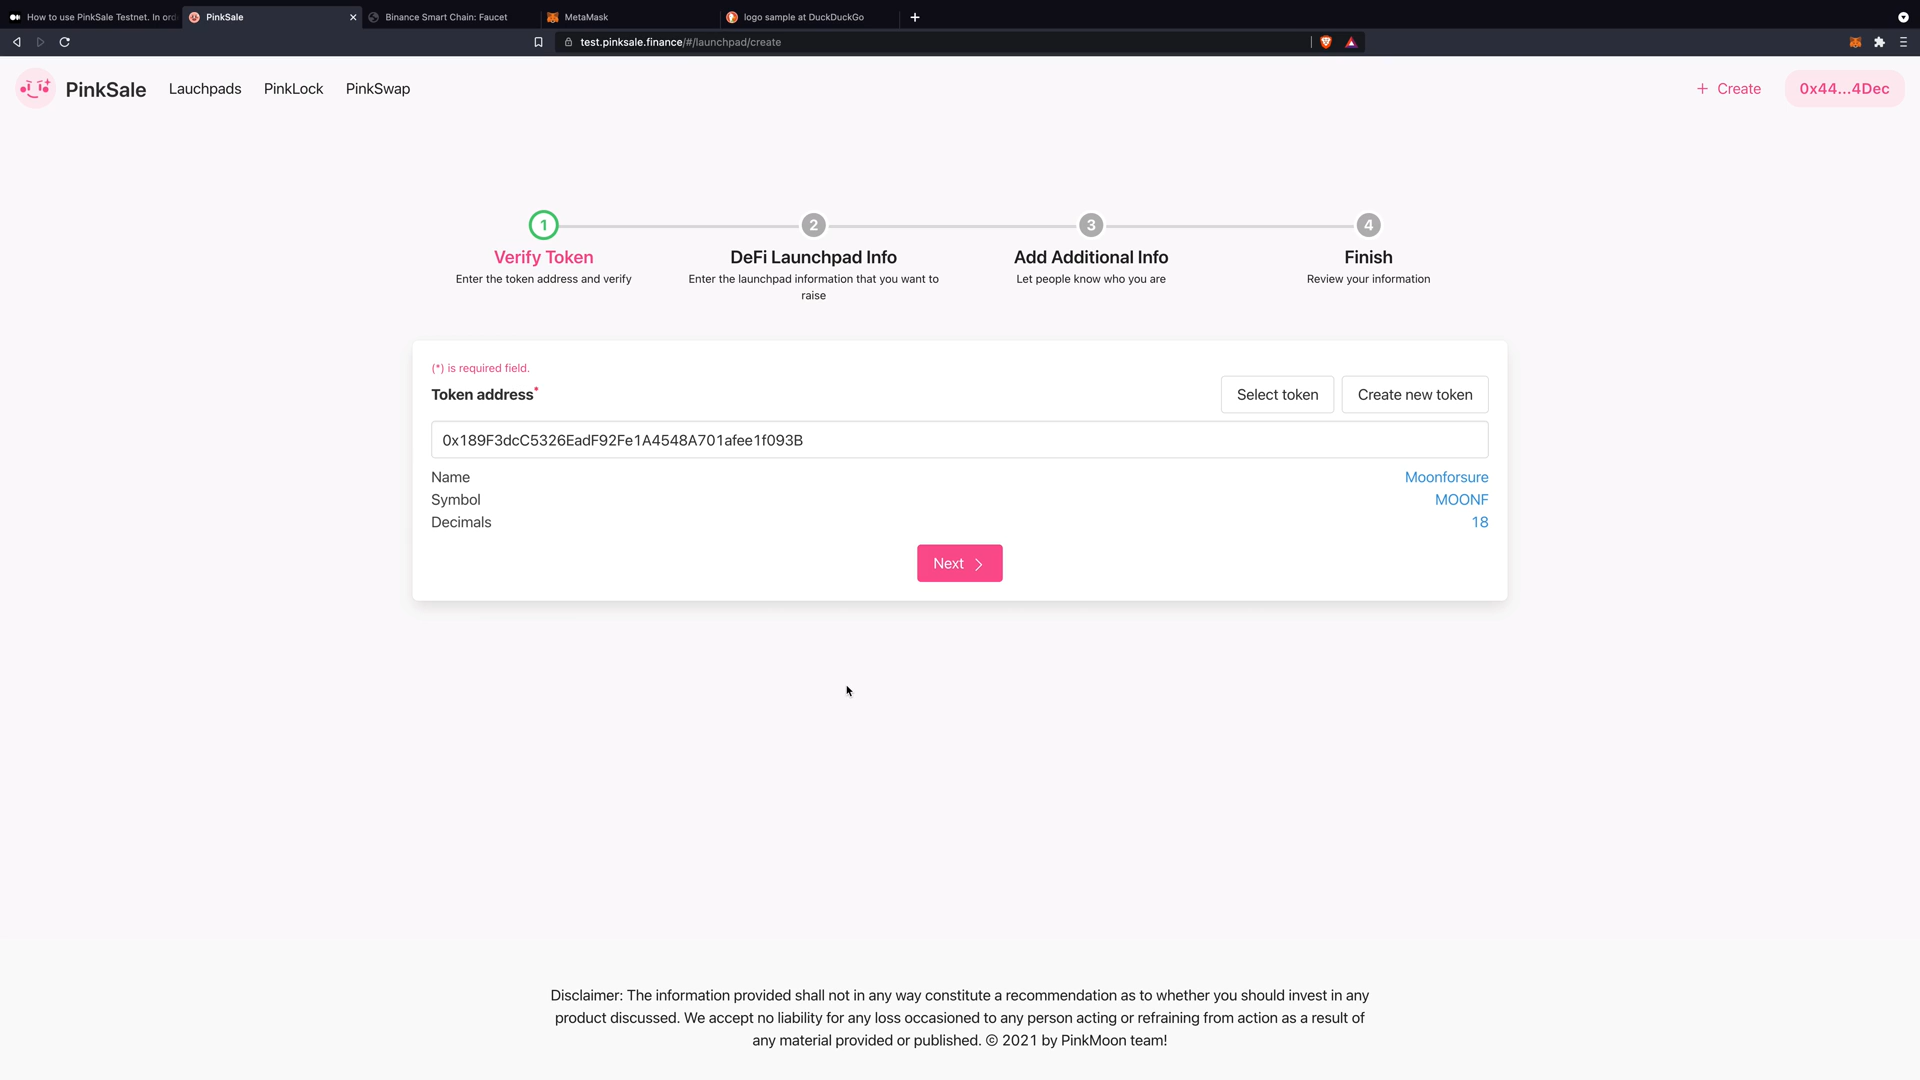 How to use PinkSale Testnet. In ord
PinkSale
Binance Smart Chain: Faucet
MetaMask
logo sample at DuckDuckGo
test.pinksale.finance/#/launchpad/create
PinkSale
Lauchpads
PinkLock
PinkSwap
+ Create
0x44...4Dec
1
2
3
4
Verify Token
DeFi Launchpad Info
Add Additional Info
Finish
Enter the token address and verify
Enter the launchpad information that you want to
raise
Let people know who you are
Review your information
(*) is required field.
Token address*
Select token
Create new token
0x189F3dcC5326EadF92Fe1A4548A701afee1f093B
Name
Moonforsure
Symbol
MOONF
Decimals
18
Next
Disclaimer: The information provided shall not in any way constitute a recommendation as to whether you should invest in any
product discussed. We accept no liability for any loss occasioned to any person acting or refraining from action as a result of
any material provided or published. © 2021 by PinkMoon team!